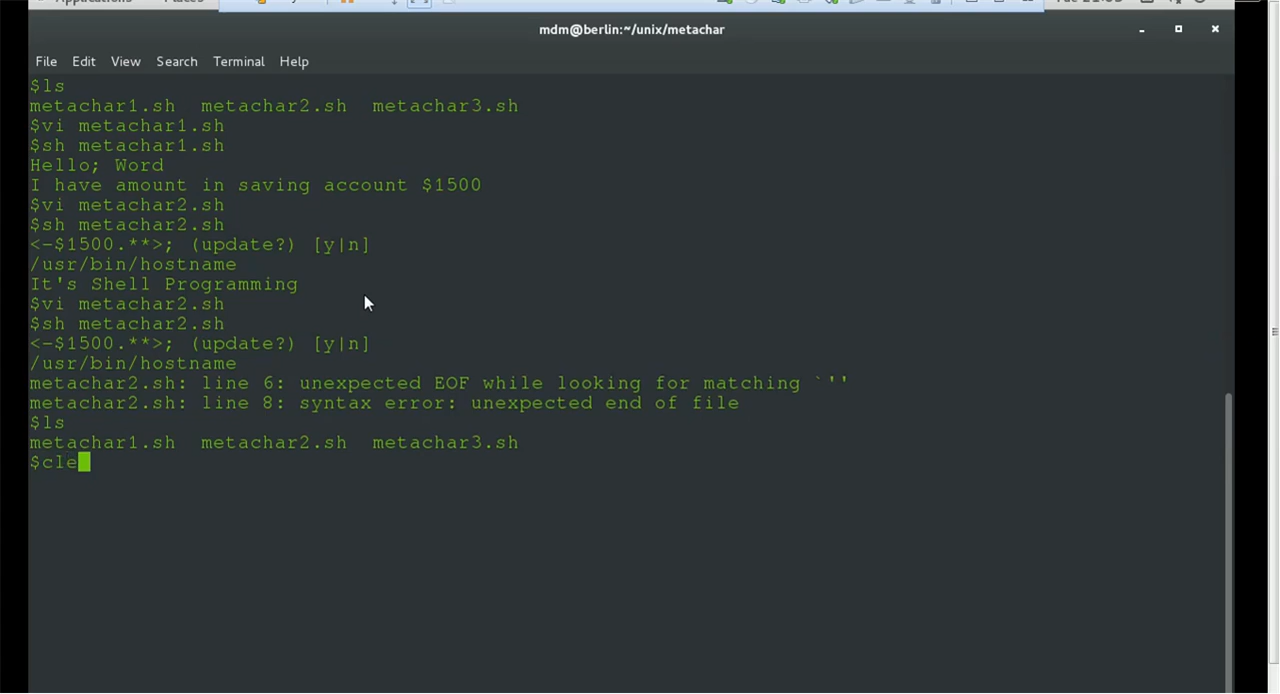 Applications Places
mdm@berlin:~/unix/metachar
File Edit View Search Terminal Help
$ls
metachar1.sh metachar2.sh metachar3.sh
$vi metachar1.sh
$sh metachar1.sh
Hello; Word
I have amount in saving account $1500
$vi metachar2.sh
$sh metachar2.sh
<-$1500.**>; (update?) [y|n]
/usr/bin/hostname
It's Shell Programming
$vi metachar2.sh
$sh metachar2.sh
<-$1500.**>; (update?) [y|n]
/usr/bin/hostname
metachar2.sh: line 6: unexpected EOF while looking for matching `''
metachar2.sh: line 8: syntax error: unexpected end of file
$ls
metachar1.sh metachar2.sh metachar3.sh
$cle